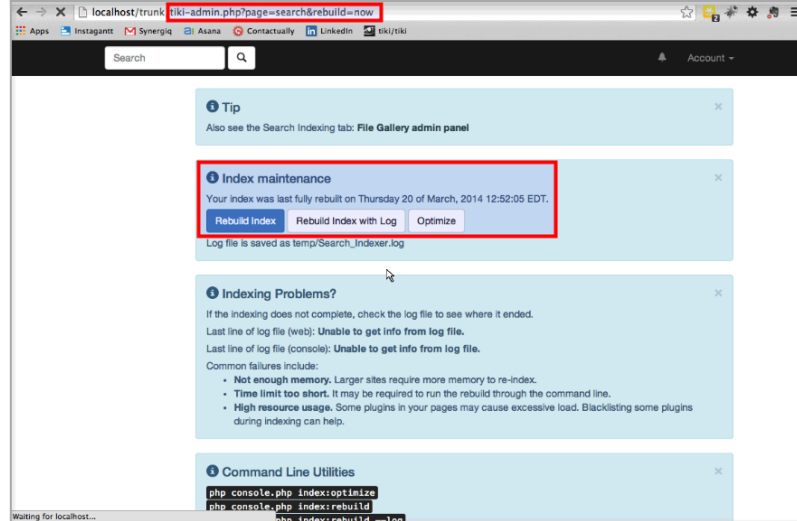 localhost/trunk/tiki-admin.php?page=search&rebuild=now
Apps Instagantt Synergiq Asana Contactually LinkedIn tiki/tiki
Search Account
Tip
Also see the Search Indexing tab: File Gallery admin panel
Index maintenance
Your index was last fully rebuilt on Thursday 20 of March, 2014 12:52:05 EDT.
Rebuild Index Rebuild Index with Log Optimize
Log file is saved as temp/Search_Indexer.log
Indexing Problems?
If the indexing does not complete, check the log file to see where it ended.
Last line of log file (web): Unable to get info from log file.
Last line of log file (console): Unable to get info from log file.
Common failures include:
• Not enough memory. Larger sites require more memory to re-index.
• Time limit too short. It may be required to run the rebuild through the command line.
• High resource usage. Some plugins in your pages may cause excessive load. Blacklisting some plugins
during indexing can help.
Command Line Utilities
php console.php index:optimize
php console.php index:rebuild
php index:rebuild --log
Waiting for localhost...